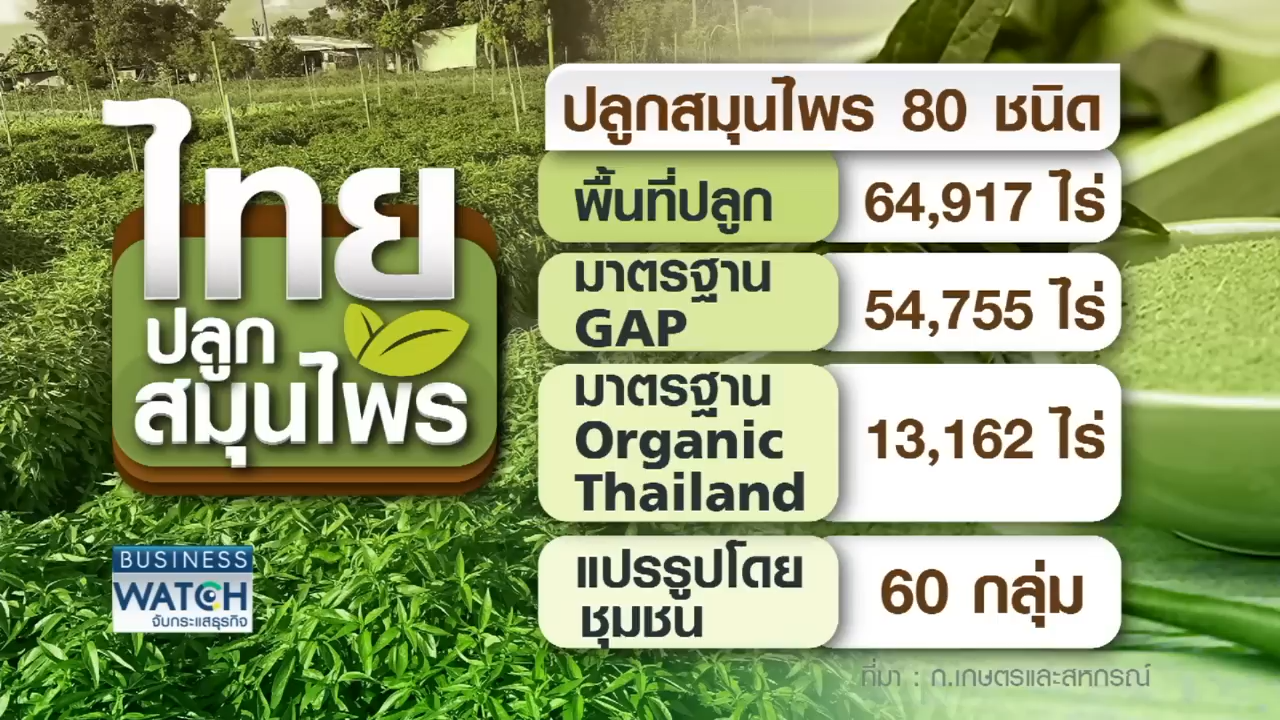 ไทย
ปลูก
สมุนไพร
BUSINESS
WATCH
จับกระแสธุรกิจ
ปลูกสมุนไพร 80 ชนิด
พื้นที่ปลูก 64,917 ไร่
มาตรฐาน
GAP
54,755 ไร่
มาตรฐาน
Organic
Thailand
13,162 ไร่
แปรรูปโดย
ชุมชน
60 กลุ่ม
ที่มา : ก.เกษตรและสหกรณ์